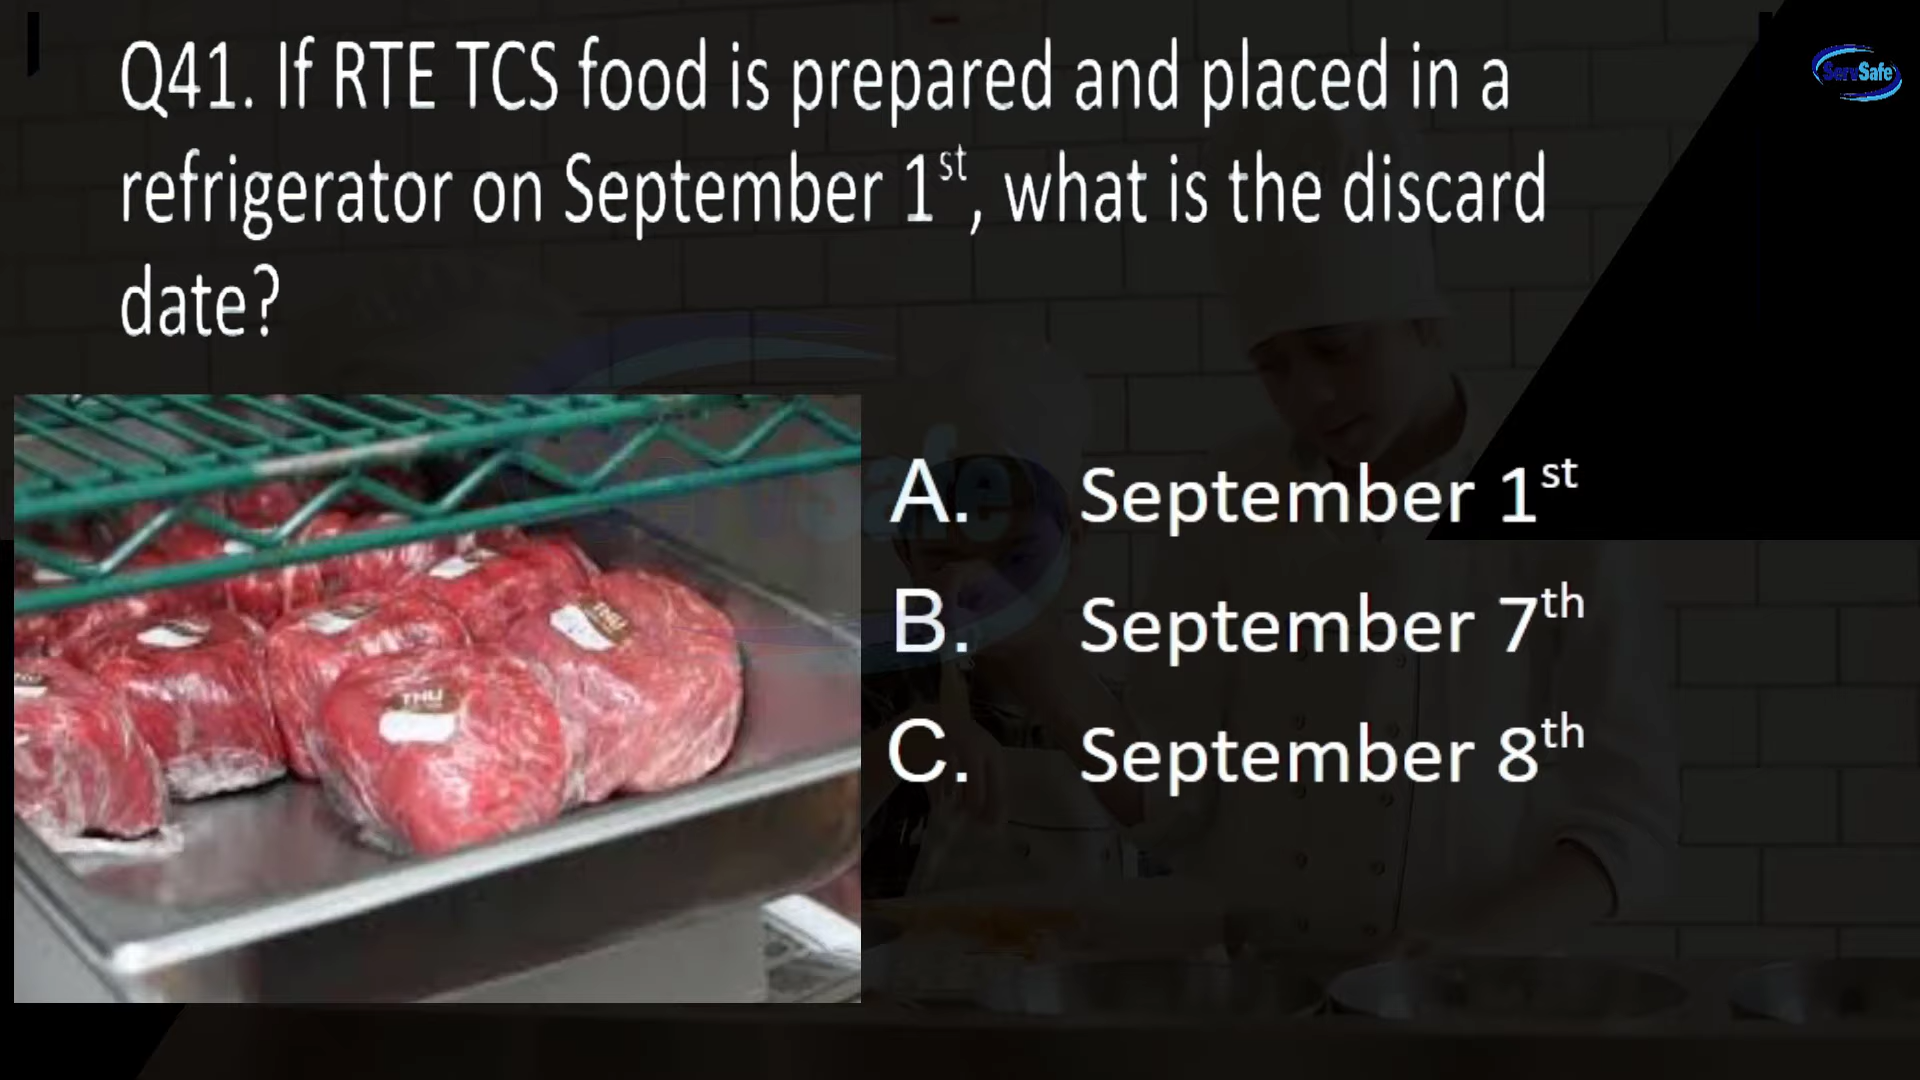 Q41. If RTE TCS food is prepared and placed in a
refrigerator on September 1st, what is the discard
date?
ServSafe
A. September 1st
B. September 7th
C. September 8th
THU
THU